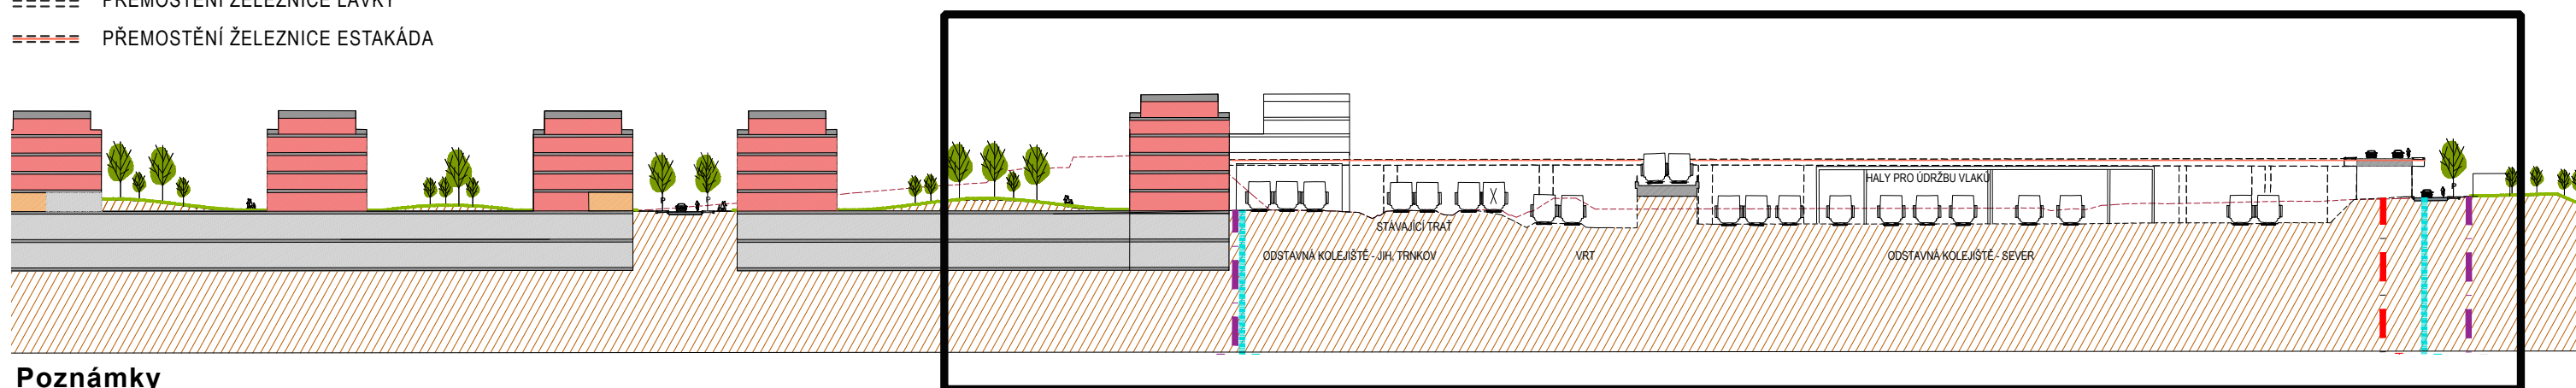 PŘEMOSTĚNÍ ŽELEZNICE LÁVKY
PŘEMOSTĚNÍ ŽELEZNICE ESTAKÁDA
HALY PRO ÚDRŽBU VLAKŮ
STÁVAJÍCÍ TRAŤ
ODSTAVNÁ KOLEJIŠTĚ - JIH, TRNKOV
VRT
ODSTAVNÁ KOLEJIŠTĚ - SEVER
Poznámky